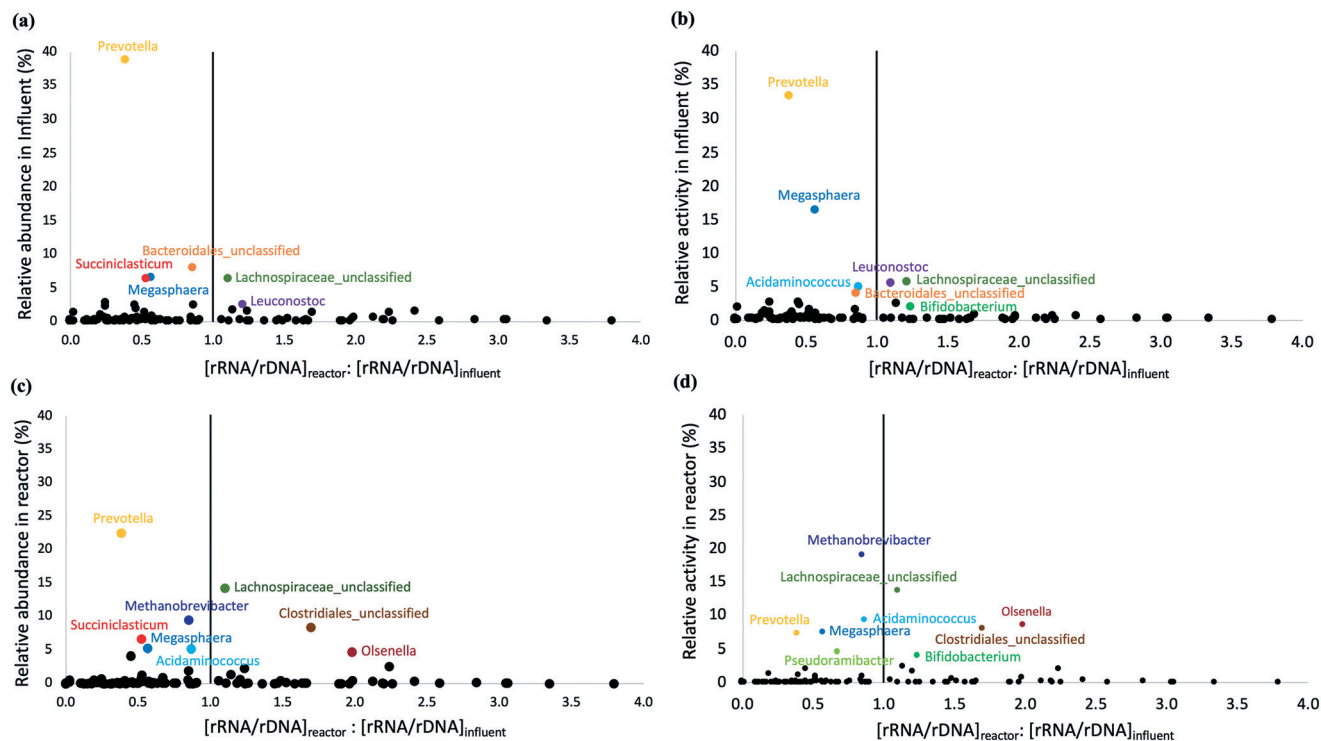 (a)
Relative abundance in Influent (%)
40
35
30
25
20
15
10
5
0
Prevotella
Bacteroidales_unclassified
Succiniclasticum
Megasphaera
Lachnospiraceae_unclassified
Leuconostoc
0.0 0.5 1.0 1.5 2.0 2.5 3.0 3.5 4.0
[rRNA/rDNA]reactor: [rRNA/rDNA]influent
(b)
Relative activity in Influent (%)
40
35
30
25
20
15
10
5
0
Prevotella
Megasphaera
Leuconostoc
Lachnospiraceae_unclassified
Acidaminococcus
Bacteroidales_unclassified
Bifidobacterium
0.0 0.5 1.0 1.5 2.0 2.5 3.0 3.5 4.0
[rRNA/rDNA]reactor: [rRNA/rDNA]influent
(c)
Relative abundance in reactor (%)
40
35
30
25
20
15
10
5
0
Prevotella
Lachnospiraceae_unclassified
Methanobrevibacter
Clostridiales_unclassified
Succiniclasticum
Megasphaera
Acidaminococcus
Olsenella
0.0 0.5 1.0 1.5 2.0 2.5 3.0 3.5 4.0
[rRNA/rDNA]reactor : [rRNA/rDNA]influent
(d)
Relative activity in reactor (%)
40
35
30
25
20
15
10
5
0
Methanobrevibacter
Lachnospiraceae_unclassified
Prevotella
Acidaminococcus
Olsenella
Megasphaera
Clostridiales_unclassified
Pseudoramibacter
Bifidobacterium
0.0 0.5 1.0 1.5 2.0 2.5 3.0 3.5 4.0
[rRNA/rDNA]reactor: [rRNA/rDNA]influent